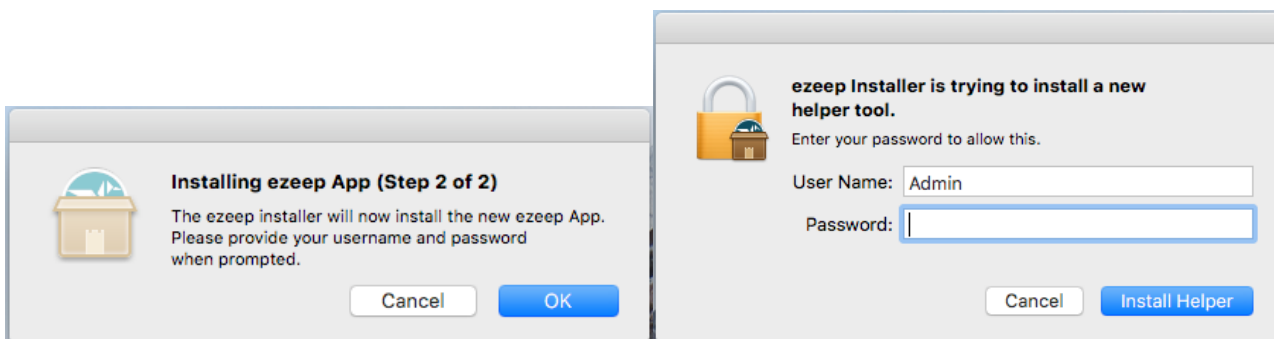 Installing ezeep App (Step 2 of 2)
The ezeep installer will now install the new ezeep App.
Please provide your username and password
when prompted.
Cancel
OK
ezeep Installer is trying to install a new
helper tool.
Enter your password to allow this.
User Name: Admin
Password:
Cancel
Install Helper